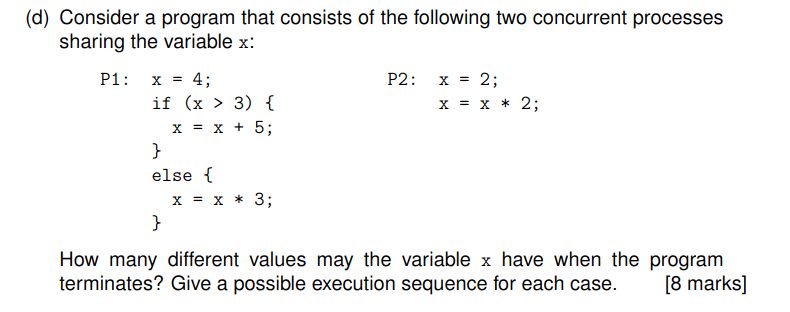 (d) Consider a program that consists of the following two concurrent processes
sharing the variable x:
P1: x = 4; P2: x = 2;
if (x > 3) { x = x * 2;
x = x + 5;
}
else {
x = x * 3;
}
How many different values may the variable x have when the program
terminates? Give a possible execution sequence for each case. [8 marks]